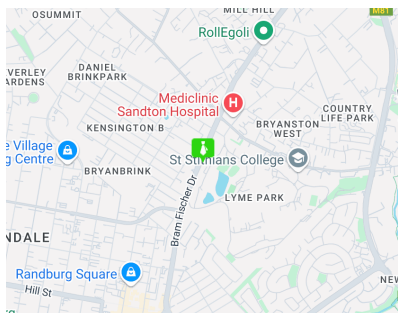 OSUMMIT
MILL HILL
M81
RollEgoli
DANIEL
BRINKPARK
VERLEY
ARDENS
Mediclinic
Sandton Hospital
COUNTRY
LIFE PARK
KENSINGTON B
BRYANSTON
WEST
e Village
g Centre
St Stithians College
BRYANBRINK
LYME PARK
Bram Fischer Dr
NDALE
Randburg Square
NEW
Hill St